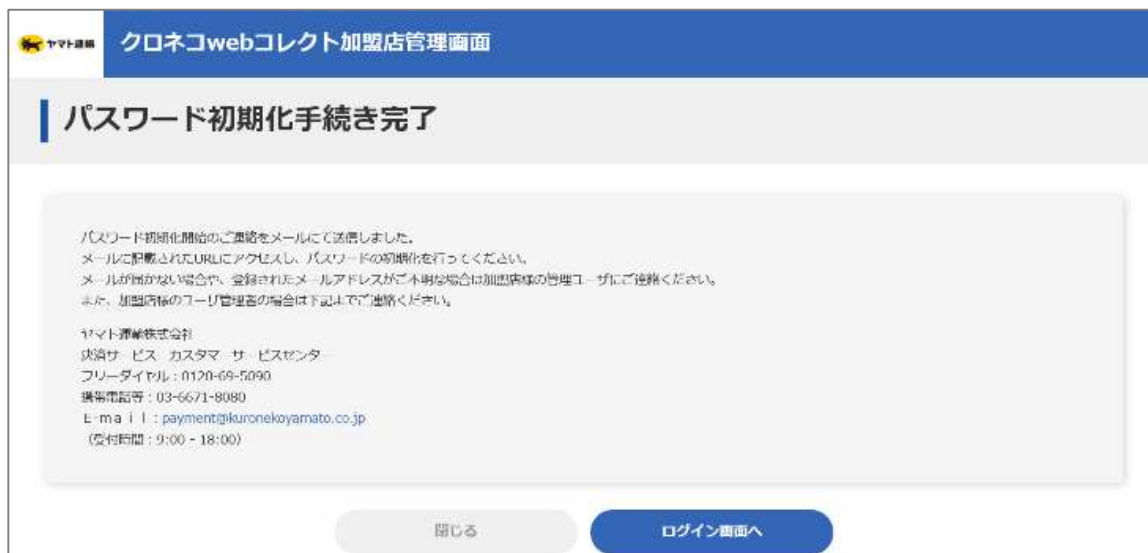 ヤマト運輸
クロネコwebコレクト加盟店管理画面
パスワード初期化手続き完了
パスワード初期化開始のご連絡をメールにて送信しました。
メールに記載されたURLにアクセスし、パスワードの初期化を行ってください。
メールが届かない場合や、登録されたメールアドレスがご不明な場合は加盟店様の管理ユーザにご連絡ください。
また、加盟店様のユーザ管理者の場合は下記までご連絡ください。
ヤマト運輸株式会社
決済サービス カスタマーサービスセンター
フリーダイヤル：0120-69-5090
携帯電話等：03-6671-8080
E-mail：payment@kuronekoyamato.co.jp
（受付時間：9:00 - 18:00）
閉じる
ログイン画面へ